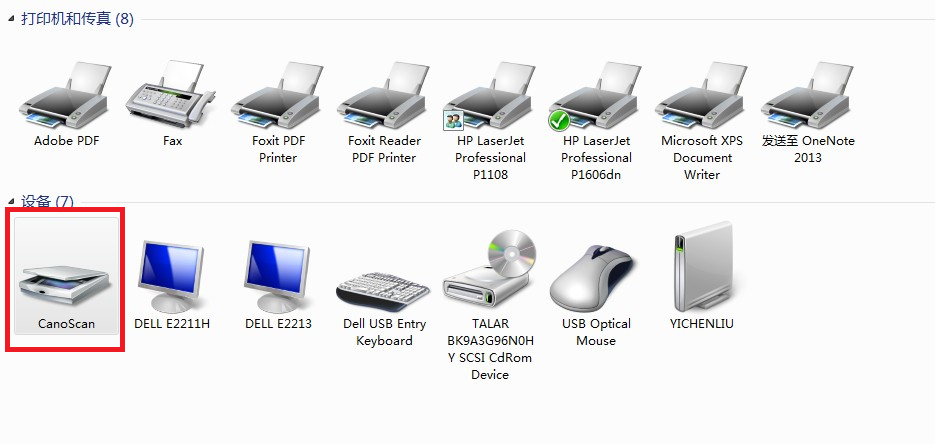 打印机和传真 (8)
Adobe PDF
Fax
Foxit PDF
Printer
Foxit Reader
PDF Printer
HP LaserJet
Professional
P1108
HP LaserJet
Professional
P1606dn
Microsoft XPS
Document
Writer
发送至 OneNote
2013
设备 (7)
CanoScan
DELL E2211H
DELL E2213
Dell USB Entry
Keyboard
TALAR
BK9A3G96N0H
Y SCSI CdRom
Device
USB Optical
Mouse
YICHENLIU